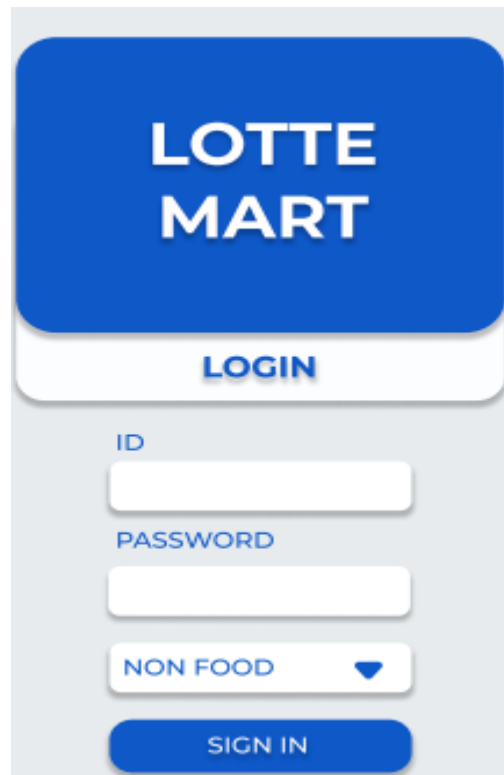 LOTTE
MART
LOGIN
ID
PASSWORD
NON FOOD
SIGN IN